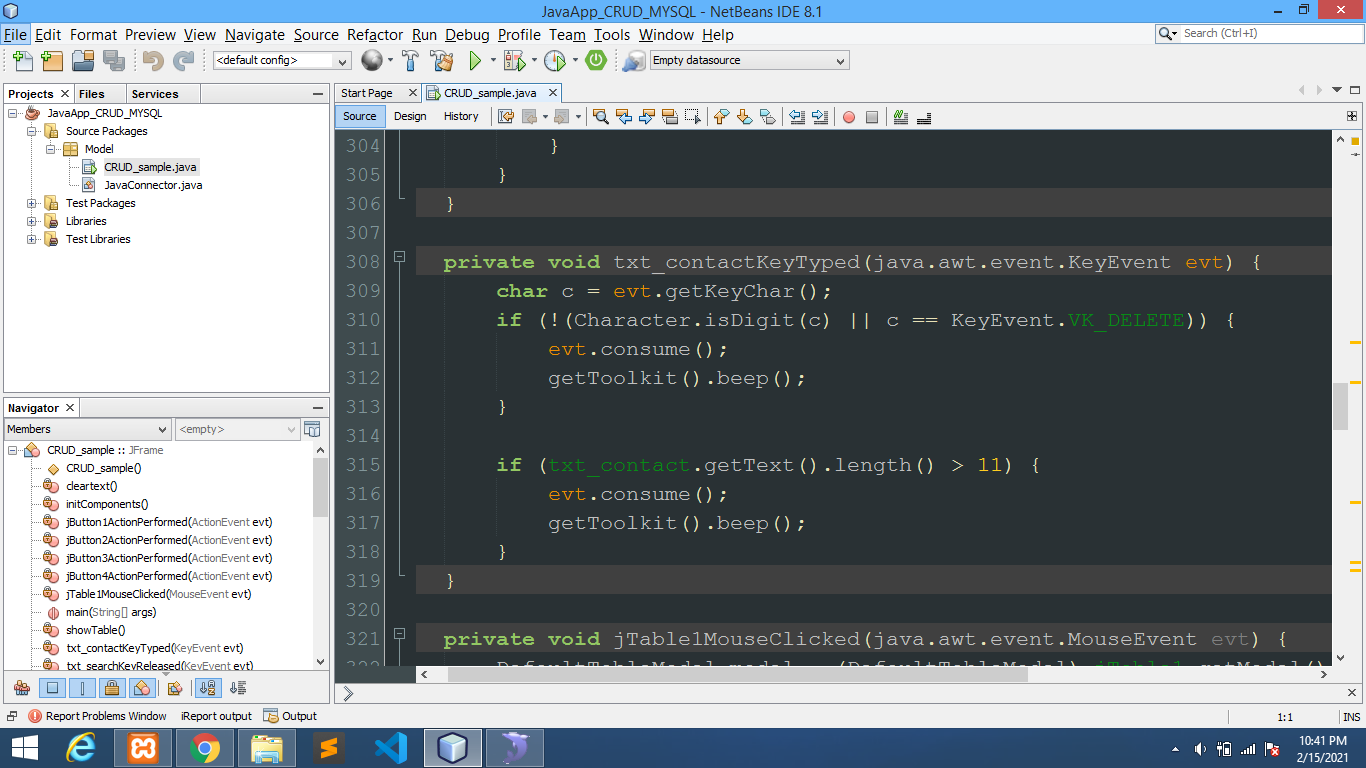 JavaApp_CRUD_MYSQL - NetBeans IDE 8.1
File Edit Format Preview View Navigate Source Refactor Run Debug Profile Team Tools Window Help
Search (Ctrl+I)
<default config>
Empty datasource
Projects Files Services
JavaApp_CRUD_MYSQL
Source Packages
Model
CRUD_sample.java
JavaConnector.java
Test Packages
Libraries
Test Libraries
Navigator
Members <empty>
CRUD_sample :: JFrame
CRUD_sample()
cleartext()
initComponents()
jButton1ActionPerformed(ActionEvent evt)
jButton2ActionPerformed(ActionEvent evt)
jButton3ActionPerformed(ActionEvent evt)
jButton4ActionPerformed(ActionEvent evt)
jTable1MouseClicked(MouseEvent evt)
main(String[] args)
showTable()
txt_contactKeyTyped(KeyEvent evt)
txt_searchKeyReleased(KeyEvent evt)
Start Page CRUD_sample.java
Source Design History
304 }
305 }
306 }
307
308 private void txt_contactKeyTyped(java.awt.event.KeyEvent evt) {
309 char c = evt.getKeyChar();
310 if (!(Character.isDigit(c) || c == KeyEvent.VK_DELETE)) {
311 evt.consume();
312 getToolkit().beep();
313 }
314
315 if (txt_contact.getText().length() > 11) {
316 evt.consume();
317 getToolkit().beep();
318 }
319 }
320
321 private void jTable1MouseClicked(java.awt.event.MouseEvent evt) {
322 DefaultTableModel model = (DefaultTableModel) jTable1.getModel()
Report Problems Window iReport output Output
1:1 INS
10:41 PM
2/15/2021